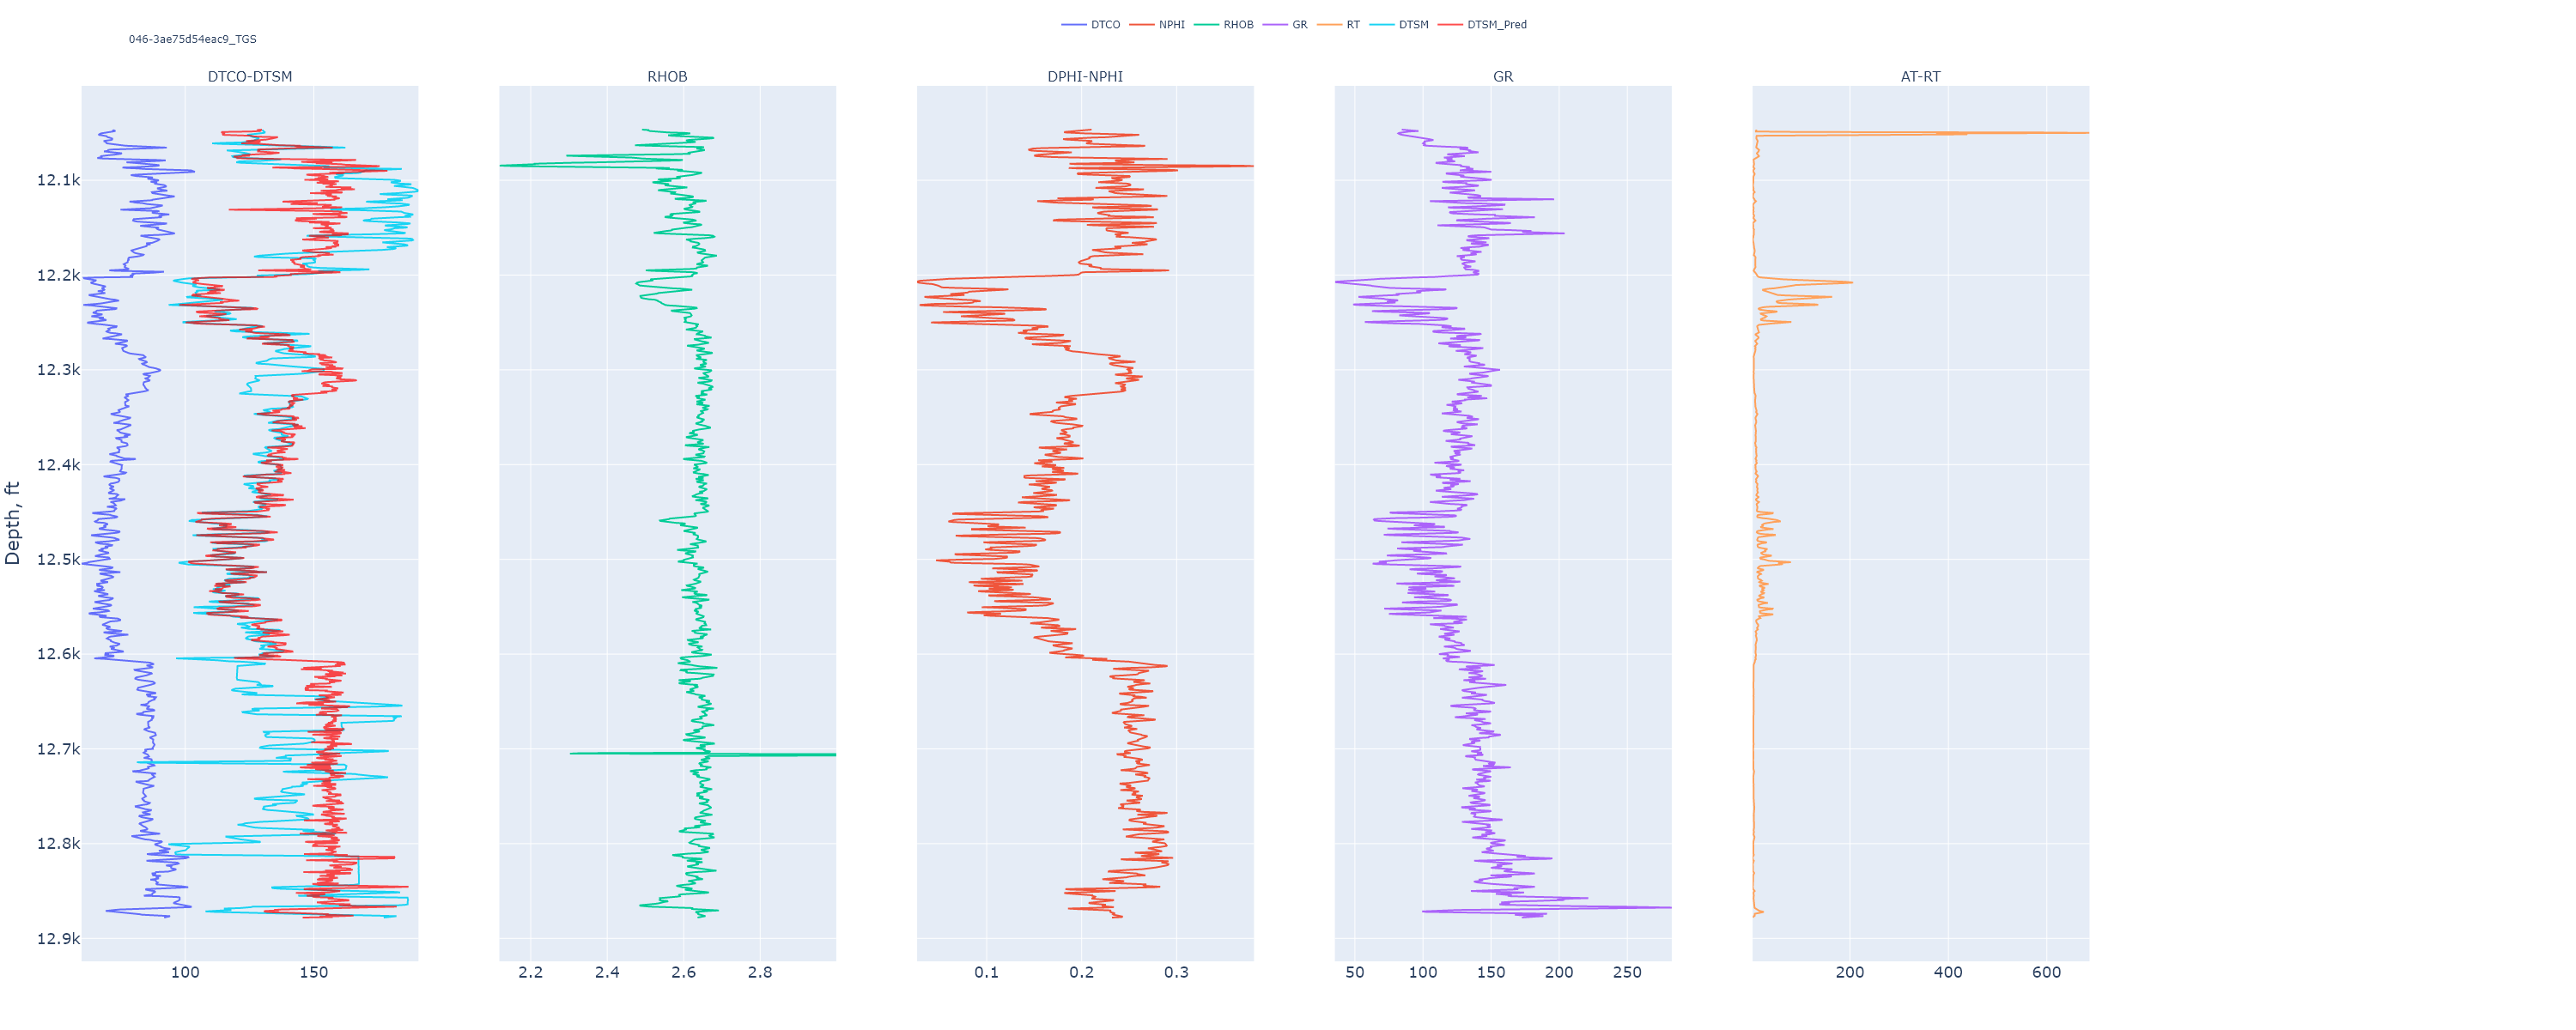 DTCO NPHI RHOB GR RT DTSM DTSM_Pred
046-3ae75d54eac9_TGS
DTCO-DTSM RHOB DPHI-NPHI GR AT-RT
12.1k
12.2k
12.3k
12.4k
12.5k
12.6k
12.7k
12.8k
12.9k
Depth, ft
100 150 2.2 2.4 2.6 2.8 0.1 0.2 0.3 50 100 150 200 250 200 400 600